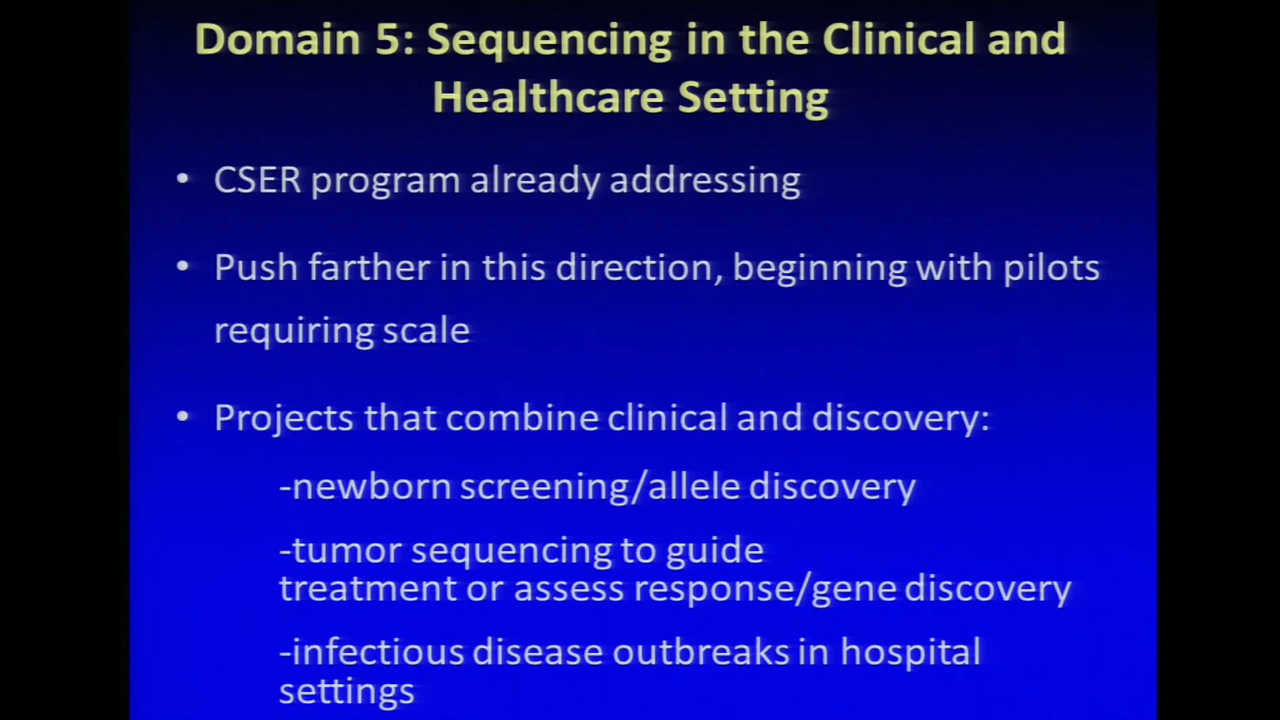 Domain 5: Sequencing in the Clinical and
Healthcare Setting
• CSER program already addressing
• Push farther in this direction, beginning with pilots
requiring scale
• Projects that combine clinical and discovery:
-newborn screening/allele discovery
-tumor sequencing to guide
treatment or assess response/gene discovery
-infectious disease outbreaks in hospital
settings